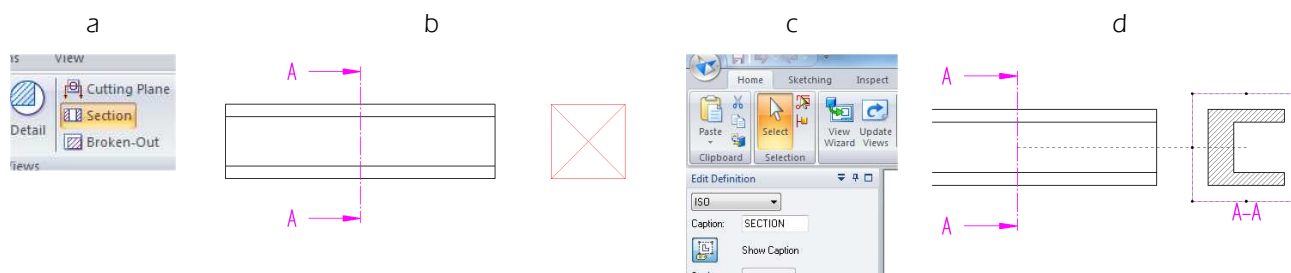 a
b
c
d
View
Cutting Plane
Section
Broken-Out
Detail
Views
A
A
Home Sketching Inspect
Paste
Select
View Wizard
Update Views
Clipboard Selection
Edit Definition
ISO
Caption: SECTION
Show Caption
A
A
A-A